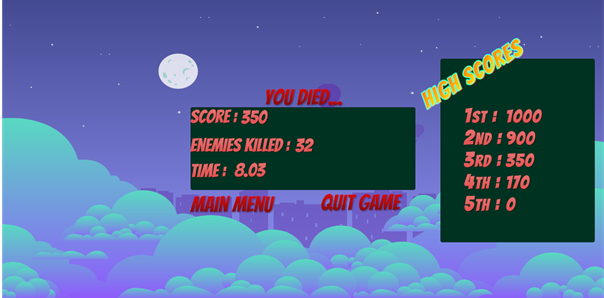 YOU DIED...
SCORE : 350
ENEMIES KILLED : 32
TIME : 8.03
MAIN MENU
QUIT GAME
HIGH SCORES
1ST : 1000
2ND : 900
3RD : 350
4TH : 170
5TH : 0